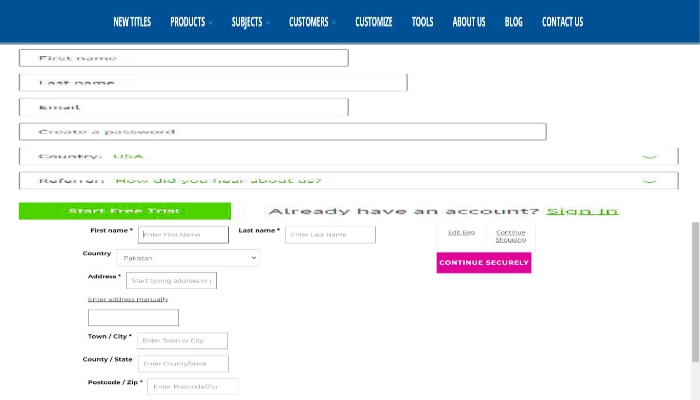 NEW TITLES PRODUCTS SUBJECTS CUSTOMERS CUSTOMIZE TOOLS ABOUT US BLOG CONTACT US
First name
Last name
Email
Create a password
Country: USA
Referrer: How did you hear about us?
Start Free Trial Already have an account? Sign In
First name * Enter First Name Last name * Enter Last Name Edit Bag Continue
Shopping
Country Pakistan
CONTINUE SECURELY
Address * Start typing address or p
Enter address manually
Town / City * Enter Town or City
County / State Enter County/State
Postcode / Zip * Enter Postcode/Zip